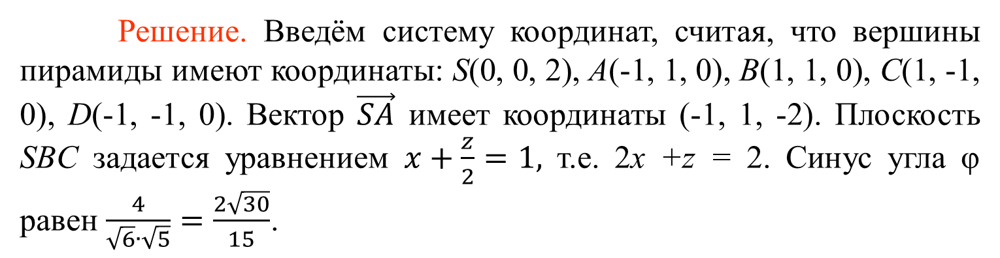 Решение. Введём систему координат, считая, что вершины
пирамиды имеют координаты: S(0, 0, 2), A(-1, 1, 0), B(1, 1, 0), C(1, -1,
0), D(-1, -1, 0). Вектор $\overrightarrow{SA}$ имеет координаты (-1, 1, -2). Плоскость
SBC задается уравнением $x + \frac{z}{2} = 1$, т.е. 2x +z = 2. Синус угла φ
равен $\frac{4}{\sqrt{6} \cdot \sqrt{5}} = \frac{2\sqrt{30}}{15}$.